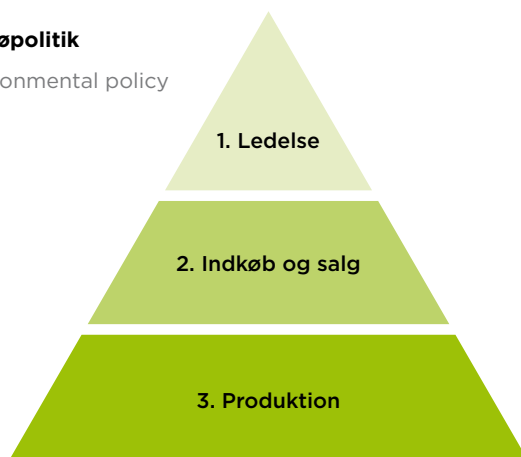 øpolitik
onmental policy
1. Ledelse
2. Indkøb og salg
3. Produktion